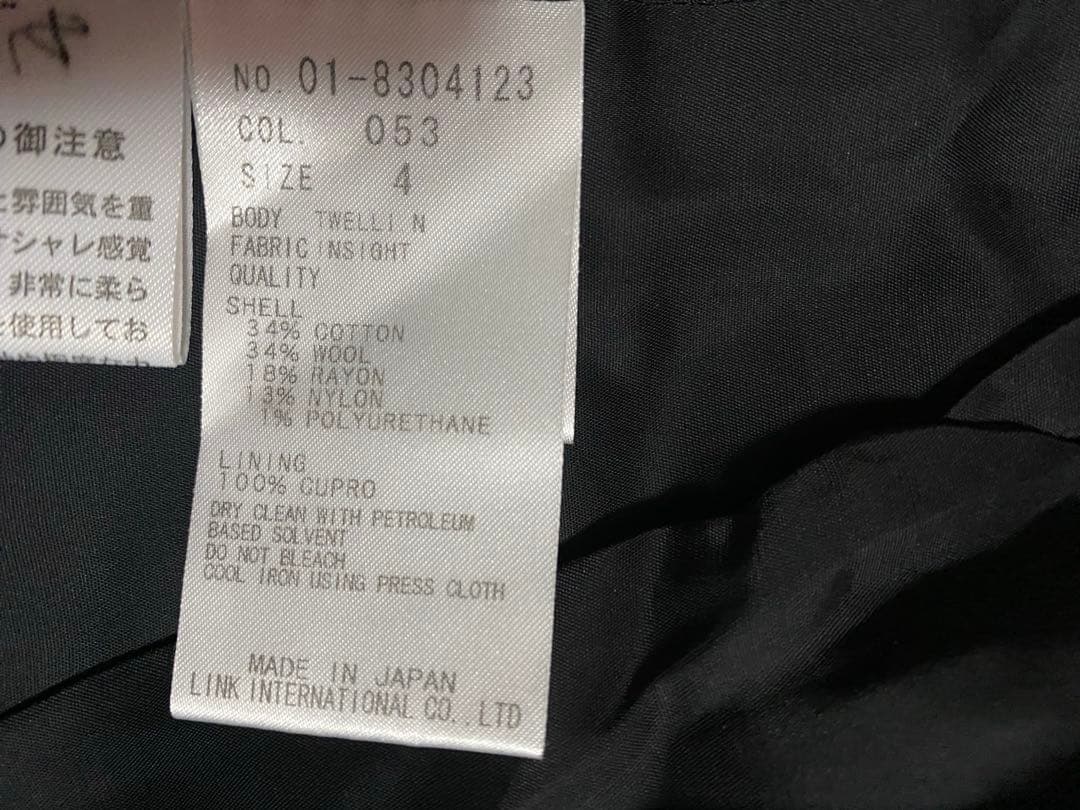 の御注意
雰囲気を重
シャレ感覚
非常に柔ら
使用してお
NO. 01-8304123
COL. 053
SIZE 4
BODY TWELLIN
FABRIC INSIGHT
QUALITY
SHELL
34% COTTON
34% WOOL
18% RAYON
13% NYLON
1% POLYURETHANE
LINING
100% CUPRO
DRY CLEAN WITH PETROLEUM
BASED SOLVENT
DO NOT BLEACH
COOL IRON USING PRESS CLOTH
MADE IN JAPAN
LINK INTERNATIONAL CO.,LTD